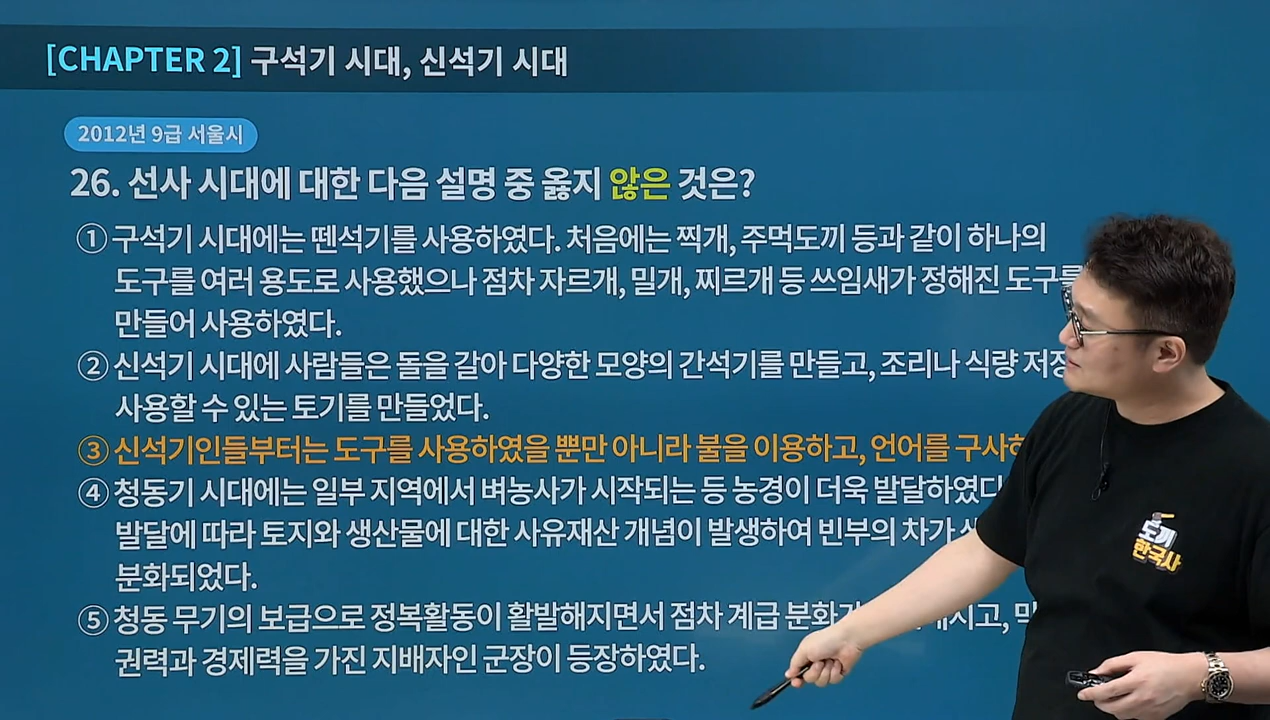 [CHAPTER 2] 구석기 시대, 신석기 시대
2012년 9급 서울시
26. 선사 시대에 대한 다음 설명 중 옳지 않은 것은?
① 구석기 시대에는 뗀석기를 사용하였다. 처음에는 찍개, 주먹도끼 등과 같이 하나의
도구를 여러 용도로 사용했으나 점차 자르개, 밀개, 찌르개 등 쓰임새가 정해진 도구를
만들어 사용하였다.
② 신석기 시대에 사람들은 돌을 갈아 다양한 모양의 간석기를 만들고, 조리나 식량
사용할 수 있는 토기를 만들었다.
③ 신석기인들부터는 도구를 사용하였을 뿐만 아니라 불을 이용하고, 언어를
④ 청동기 시대에는 일부 지역에서 벼농사가 시작되는 등 농경이 더욱 발달하였다
발달에 따라 토지와 생산물에 대한 사유재산 개념이 발생하여 빈부의 차가
분화되었다.
⑤ 청동 무기의 보급으로 정복활동이 활발해지면서 점차 계급
권력과 경제력을 가진 지배자인 군장이 등장하였다.
도끼
한국사